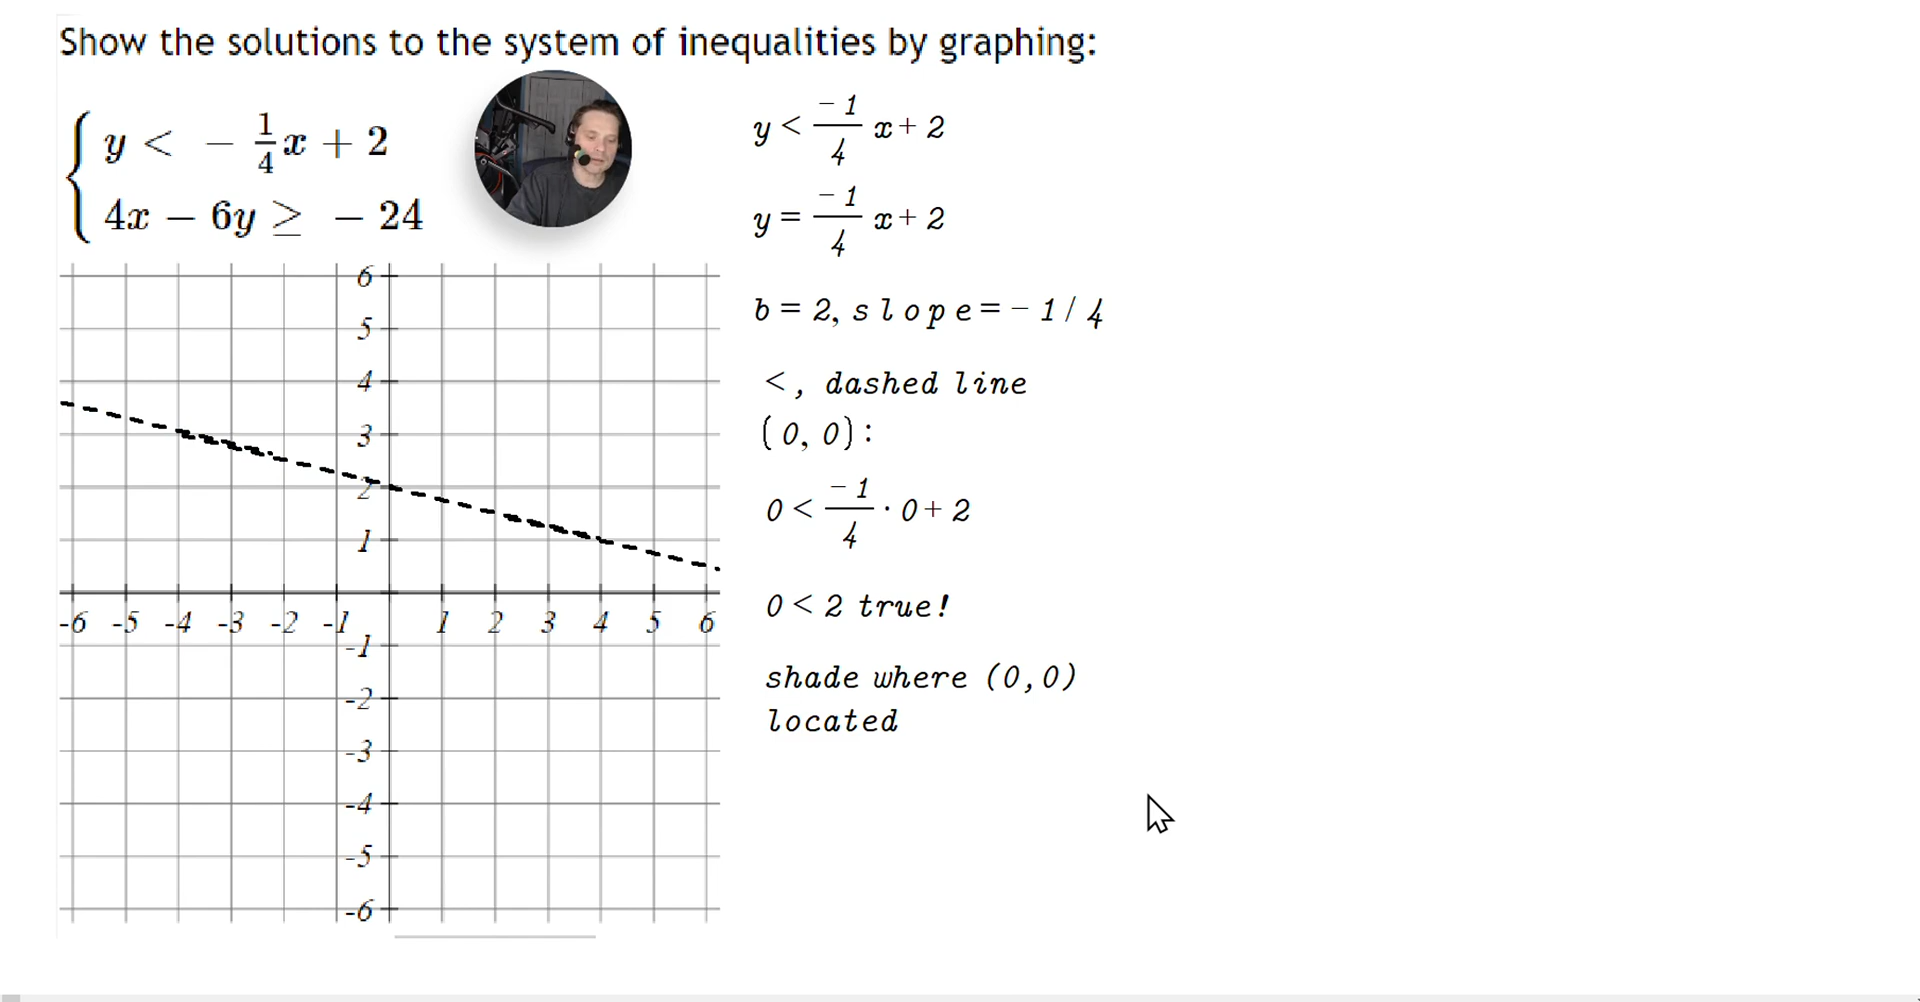 Show the solutions to the system of inequalities by graphing:
y < - 1/4 x + 2
4x - 6y ≥ - 24
y < -1/4 x + 2
y = -1/4 x + 2
b = 2, slope = -1/4
<, dashed line
(0, 0):
0 < -1/4 · 0 + 2
0 < 2 true!
shade where (0,0)
located
6
5
4
3
2
1
-6 -5 -4 -3 -2 -1 1 2 3 4 5 6
-1
-2
-3
-4
-5
-6